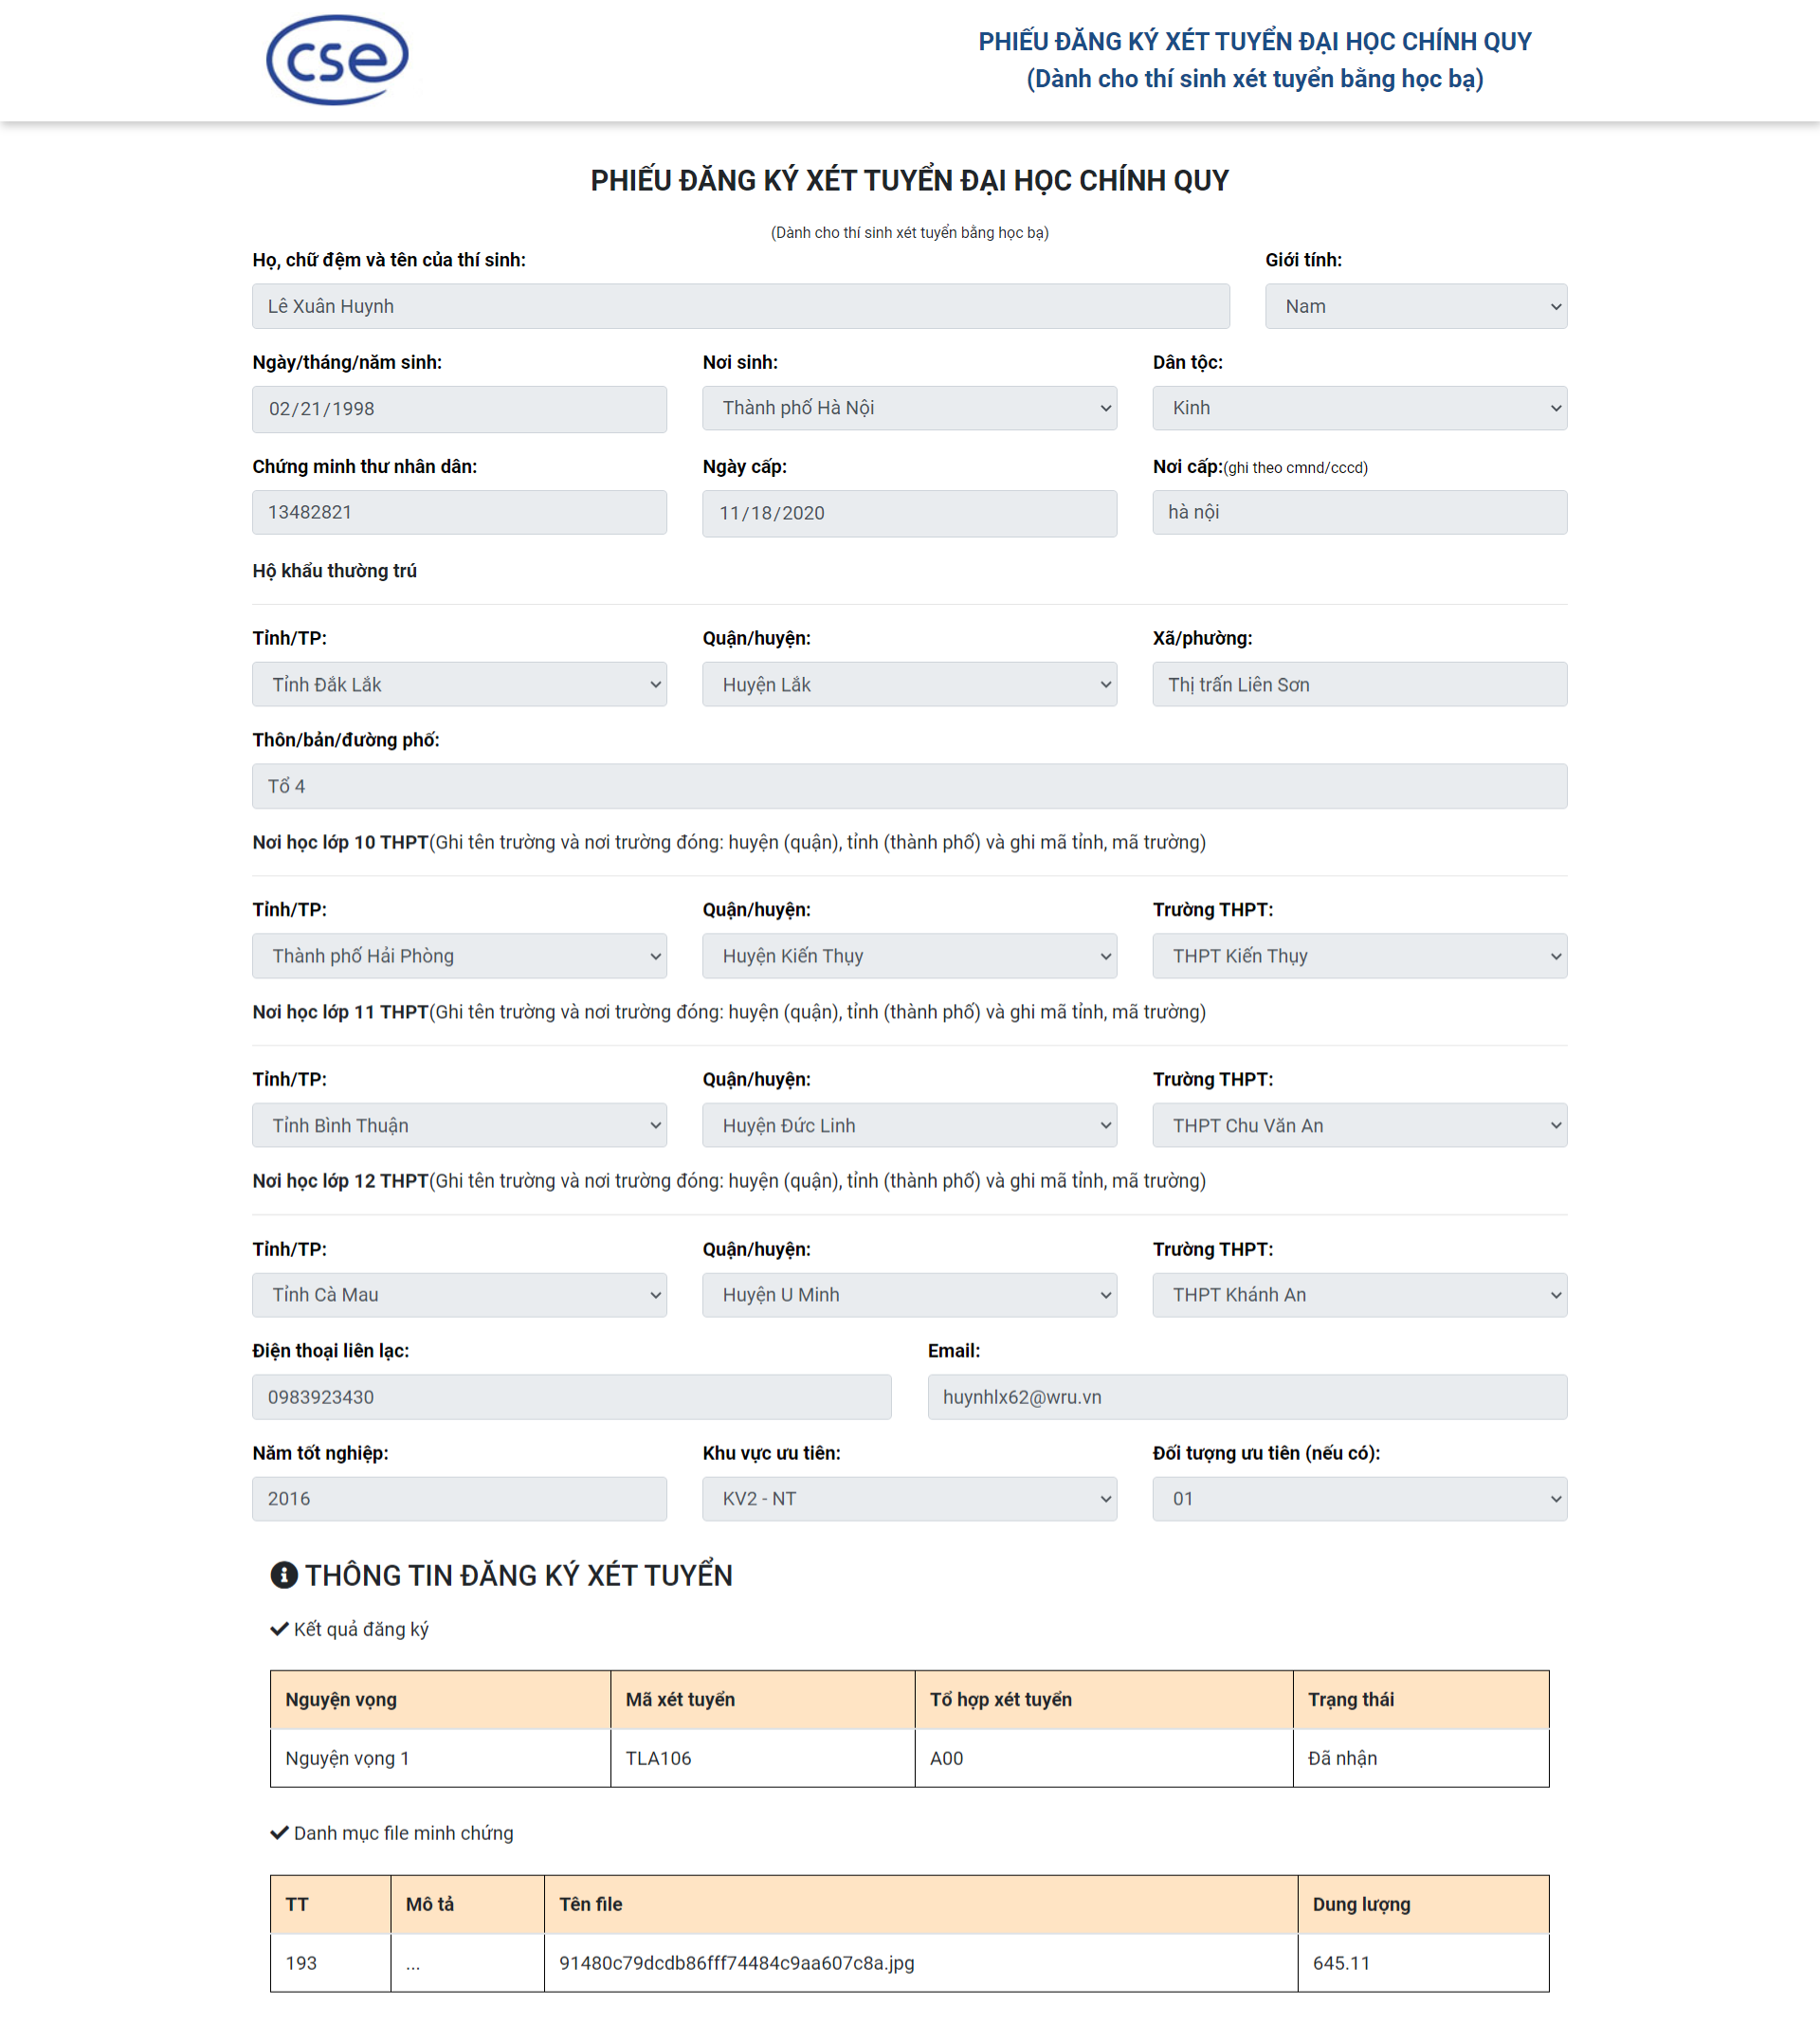 cse
PHIẾU ĐĂNG KÝ XÉT TUYỂN ĐẠI HỌC CHÍNH QUY
(Dành cho thí sinh xét tuyển bằng học bạ)
PHIẾU ĐĂNG KÝ XÉT TUYỂN ĐẠI HỌC CHÍNH QUY
(Dành cho thí sinh xét tuyển bằng học bạ)
Họ, chữ đệm và tên của thí sinh: Giới tính:
Lê Xuân Huynh Nam
Ngày/tháng/năm sinh: Nơi sinh: Dân tộc:
02/21/1998 Thành phố Hà Nội Kinh
Chứng minh thư nhân dân: Ngày cấp: Nơi cấp:(ghi theo cmnd/cccd)
13482821 11/18/2020 hà nội
Hộ khẩu thường trú
Tỉnh/TP: Quận/huyện: Xã/phường:
Tỉnh Đắk Lắk Huyện Lắk Thị trấn Liên Sơn
Thôn/bản/đường phố:
Tổ 4
Nơi học lớp 10 THPT(Ghi tên trường và nơi trường đóng: huyện (quận), tỉnh (thành phố) và ghi mã tỉnh, mã trường)
Tỉnh/TP: Quận/huyện: Trường THPT:
Thành phố Hải Phòng Huyện Kiến Thụy THPT Kiến Thụy
Nơi học lớp 11 THPT(Ghi tên trường và nơi trường đóng: huyện (quận), tỉnh (thành phố) và ghi mã tỉnh, mã trường)
Tỉnh/TP: Quận/huyện: Trường THPT:
Tỉnh Bình Thuận Huyện Đức Linh THPT Chu Văn An
Nơi học lớp 12 THPT(Ghi tên trường và nơi trường đóng: huyện (quận), tỉnh (thành phố) và ghi mã tỉnh, mã trường)
Tỉnh/TP: Quận/huyện: Trường THPT:
Tỉnh Cà Mau Huyện U Minh THPT Khánh An
Điện thoại liên lạc: Email:
0983923430 huynhlx62@wru.vn
Năm tốt nghiệp: Khu vực ưu tiên: Đối tượng ưu tiên (nếu có):
2016 KV2 - NT 01
THÔNG TIN ĐĂNG KÝ XÉT TUYỂN
Kết quả đăng ký
Nguyện vọng Mã xét tuyển Tổ hợp xét tuyển Trạng thái
Nguyện vọng 1 TLA106 A00 Đã nhận
Danh mục file minh chứng
TT Mô tả Tên file Dung lượng
193 ... 91480c79dcdb86fff74484c9aa607c8a.jpg 645.11